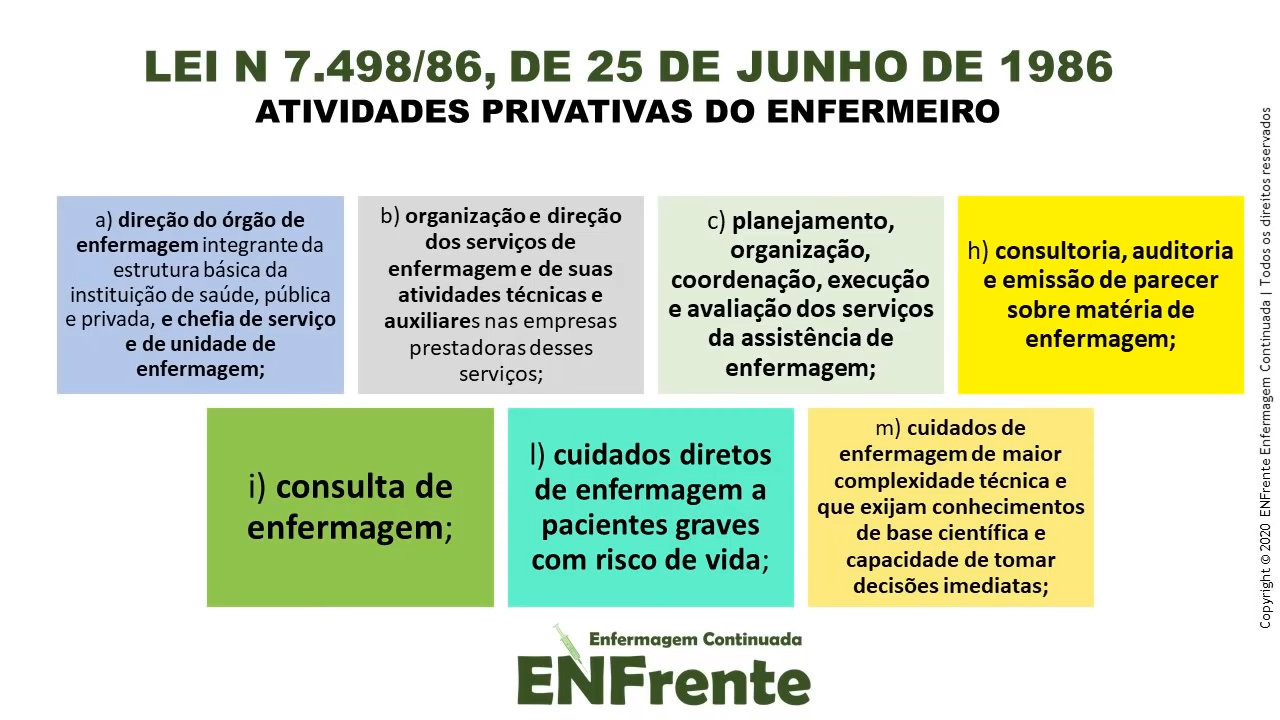 LEI N 7.498/86, DE 25 DE JUNHO DE 1986
ATIVIDADES PRIVATIVAS DO ENFERMEIRO
a) direção do órgão de
enfermagem integrante da
estrutura básica da
instituição de saúde, pública
e privada, e chefia de serviço
e de unidade de
enfermagem;
b) organização e direção
dos serviços de
enfermagem e de suas
atividades técnicas e
auxiliares nas empresas
prestadoras desses
serviços;
c) planejamento,
organização,
coordenação, execução
e avaliação dos serviços
da assistência de
enfermagem;
h) consultoria, auditoria
e emissão de parecer
sobre matéria de
enfermagem;
i) consulta de
enfermagem;
l) cuidados diretos
de enfermagem a
pacientes graves
com risco de vida;
m) cuidados de
enfermagem de maior
complexidade técnica e
que exijam conhecimentos
de base científica e
capacidade de tomar
decisões imediatas;
Enfermagem Continuada
ENFrente
Copyright © 2020 ENFrente Enfermagem Continuada | Todos os direitos reservados